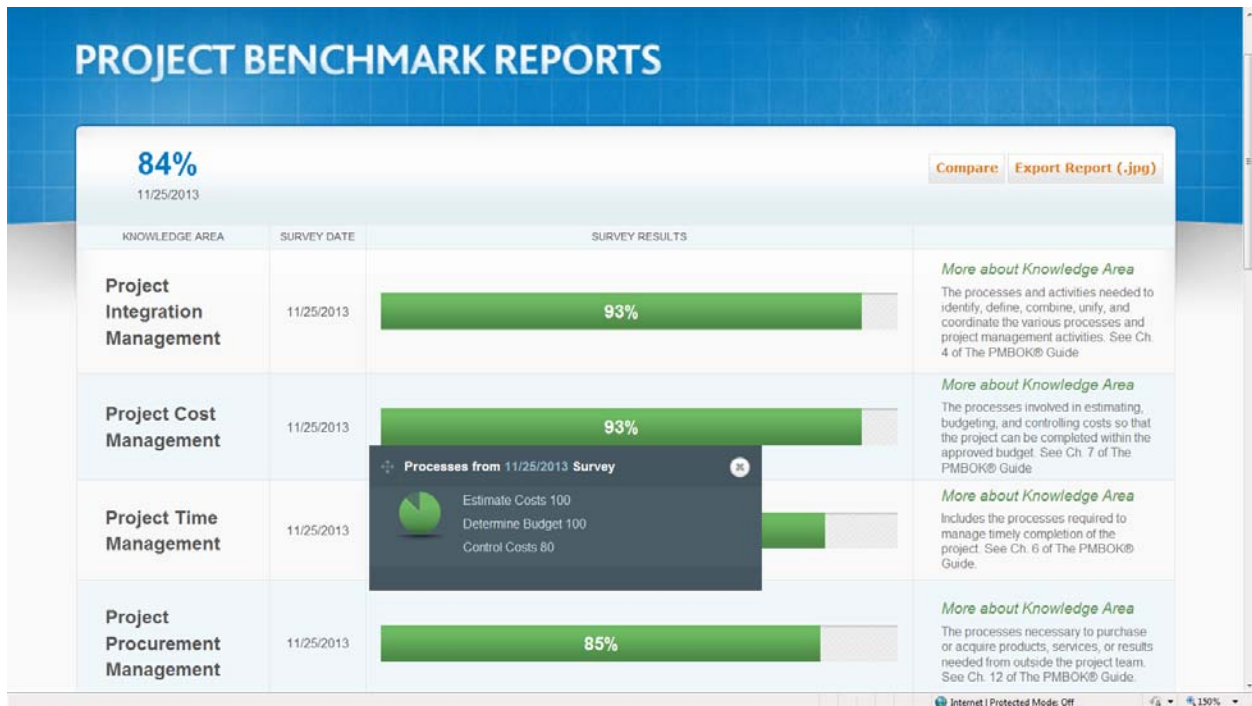 PROJECT BENCHMARK REPORTS
84%
11/25/2013
Compare
Export Report (.jpg)
KNOWLEDGE AREA
SURVEY DATE
SURVEY RESULTS
Project
Integration
Management
11/25/2013
93%
More about Knowledge Area
The processes and activities needed to
identify, define, combine, unify, and
coordinate the various processes and
project management activities. See Ch.
4 of The PMBOK® Guide
Project Cost
Management
11/25/2013
93%
More about Knowledge Area
The processes involved in estimating,
budgeting, and controlling costs so that
the project can be completed within the
approved budget. See Ch. 7 of The
PMBOK® Guide
Processes from 11/25/2013 Survey
Estimate Costs 100
Determine Budget 100
Control Costs 80
Project Time
Management
11/25/2013
More about Knowledge Area
Includes the processes required to
manage timely completion of the
project. See Ch. 6 of The PMBOK®
Guide.
Project
Procurement
Management
11/25/2013
85%
More about Knowledge Area
The processes necessary to purchase
or acquire products, services, or results
needed from outside the project team.
See Ch. 12 of The PMBOK® Guide.
Internet | Protected Mode: Off
150%